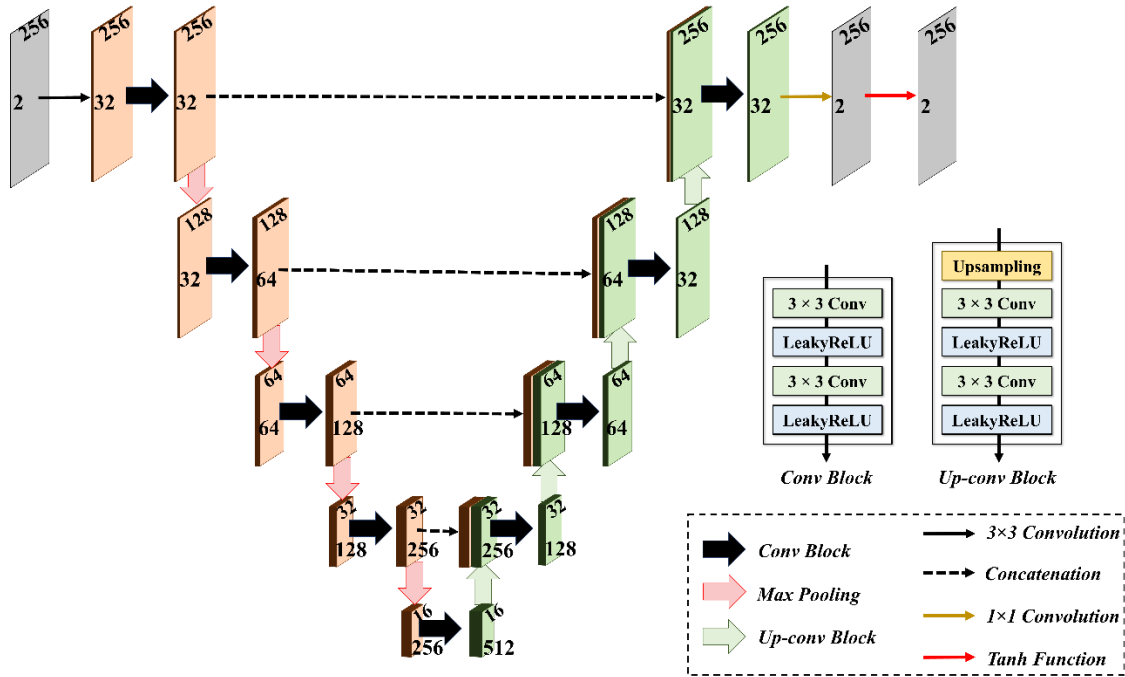 256 256 256 256 256 256 256
2 32 32 32 32 2 2
128 128 128 128
32 64 64 32
64 64 64 64
64 128 128 64
32 32 32 32
128 256 256 128
16 16
256 512
Upsampling
3 × 3 Conv 3 × 3 Conv
LeakyReLU LeakyReLU
3 × 3 Conv 3 × 3 Conv
LeakyReLU LeakyReLU
Conv Block Up-conv Block
Conv Block
Max Pooling
Up-conv Block
3×3 Convolution
Concatenation
1×1 Convolution
Tanh Function